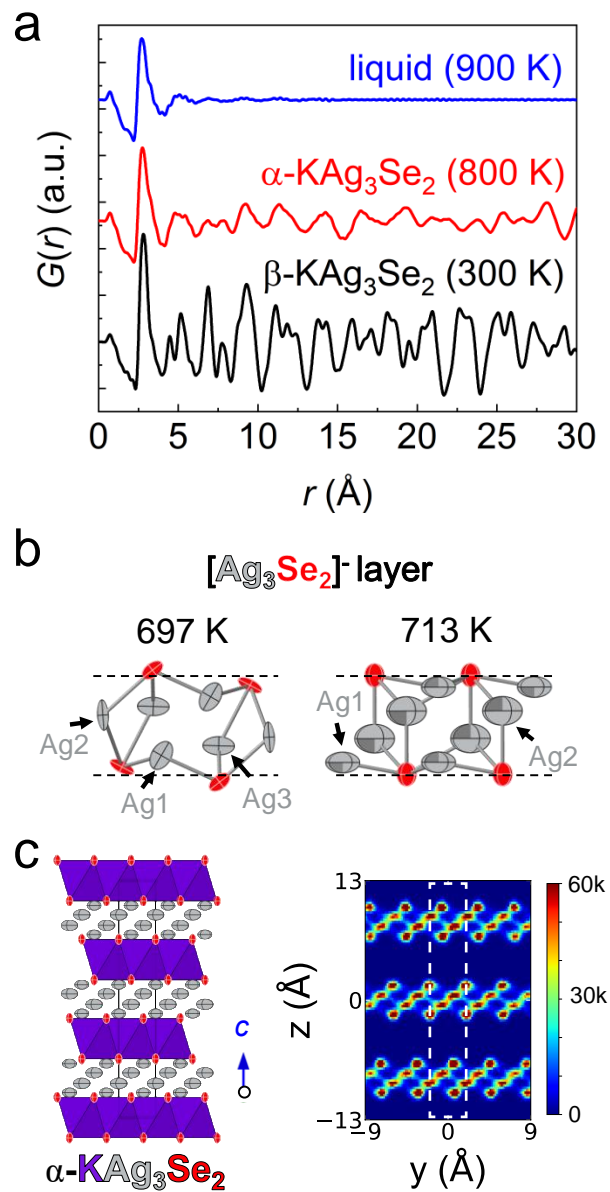 a
liquid (900 K)
α-KAg₃Se₂ (800 K)
β-KAg₃Se₂ (300 K)
G(r) (a.u.)
0 5 10 15 20 25 30
r (Å)
b
[Ag₃Se₂]⁻ layer
697 K 713 K
Ag2
Ag1
Ag3
Ag1
Ag2
c
c
α-KAg₃Se₂
13
0
−13
z (Å)
−9 0 9
y (Å)
60k
30k
0